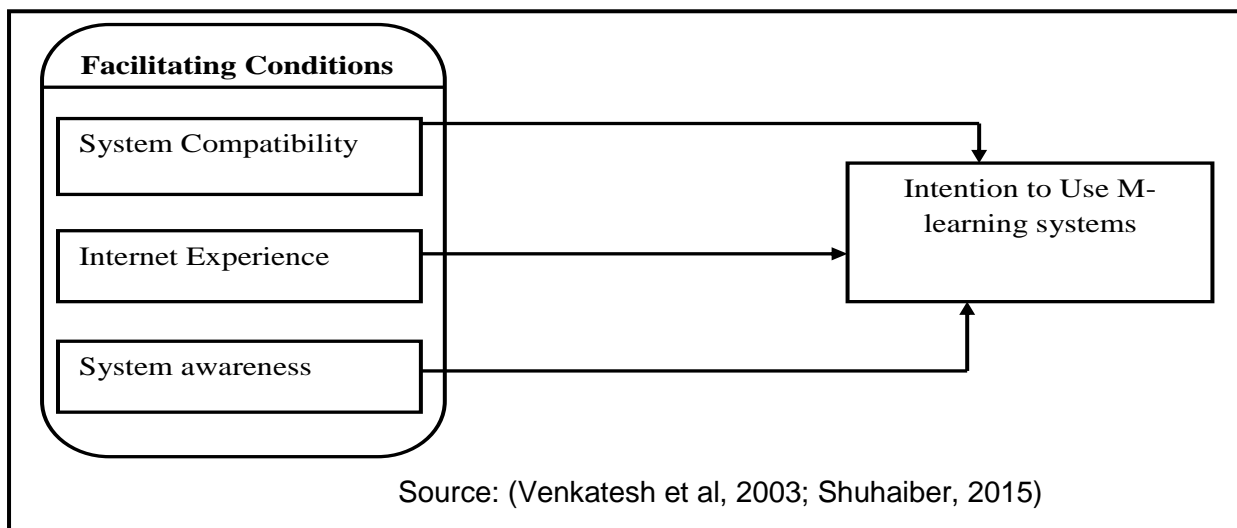 Facilitating Conditions
System Compatibility
Internet Experience
System awareness
Intention to Use M-
learning systems
Source: (Venkatesh et al, 2003; Shuhaiber, 2015)